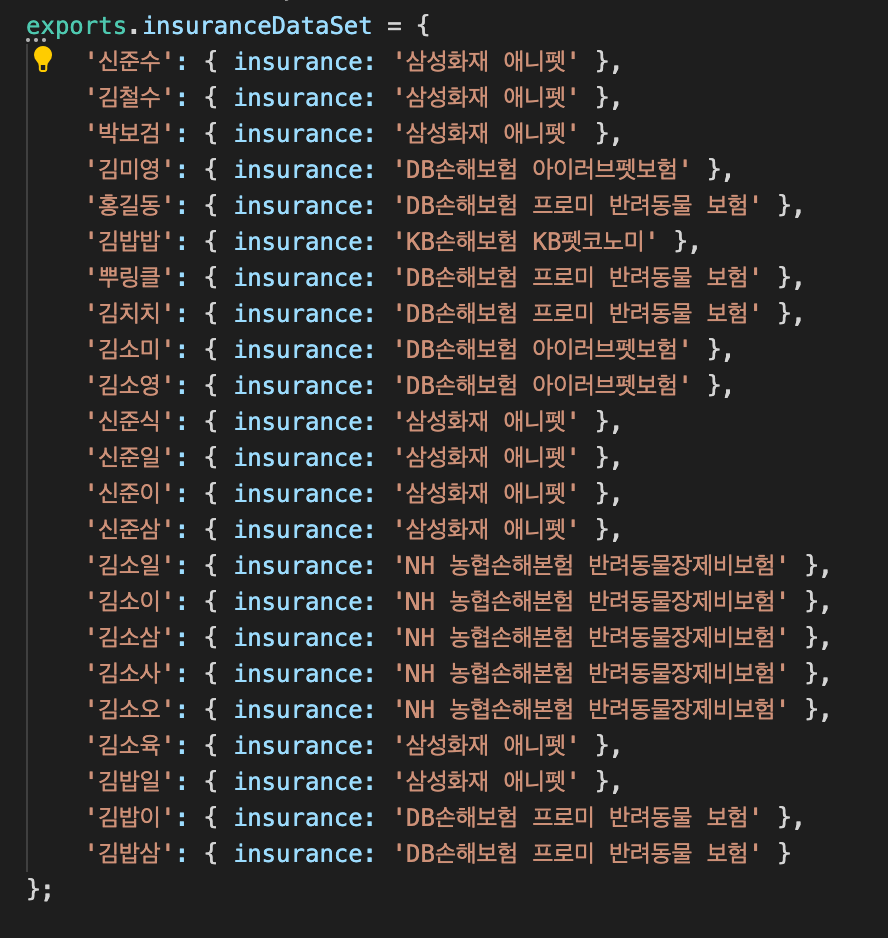 exports.insuranceDataSet = {
'신준수': { insurance: '삼성화재 애니펫' },
'김철수': { insurance: '삼성화재 애니펫' },
'박보검': { insurance: '삼성화재 애니펫' },
'김미영': { insurance: 'DB손해보험 아이러브펫보험' },
'홍길동': { insurance: 'DB손해보험 프로미 반려동물 보험' },
'김밥밥': { insurance: 'KB손해보험 KB펫코노미' },
'뿌링클': { insurance: 'DB손해보험 프로미 반려동물 보험' },
'김치치': { insurance: 'DB손해보험 프로미 반려동물 보험' },
'김소미': { insurance: 'DB손해보험 아이러브펫보험' },
'김소영': { insurance: 'DB손해보험 아이러브펫보험' },
'신준식': { insurance: '삼성화재 애니펫' },
'신준일': { insurance: '삼성화재 애니펫' },
'신준이': { insurance: '삼성화재 애니펫' },
'신준삼': { insurance: '삼성화재 애니펫' },
'김소일': { insurance: 'NH 농협손해본험 반려동물장제비보험' },
'김소이': { insurance: 'NH 농협손해본험 반려동물장제비보험' },
'김소삼': { insurance: 'NH 농협손해본험 반려동물장제비보험' },
'김소사': { insurance: 'NH 농협손해본험 반려동물장제비보험' },
'김소오': { insurance: 'NH 농협손해본험 반려동물장제비보험' },
'김소육': { insurance: '삼성화재 애니펫' },
'김밥일': { insurance: '삼성화재 애니펫' },
'김밥이': { insurance: 'DB손해보험 프로미 반려동물 보험' },
'김밥삼': { insurance: 'DB손해보험 프로미 반려동물 보험' }
};